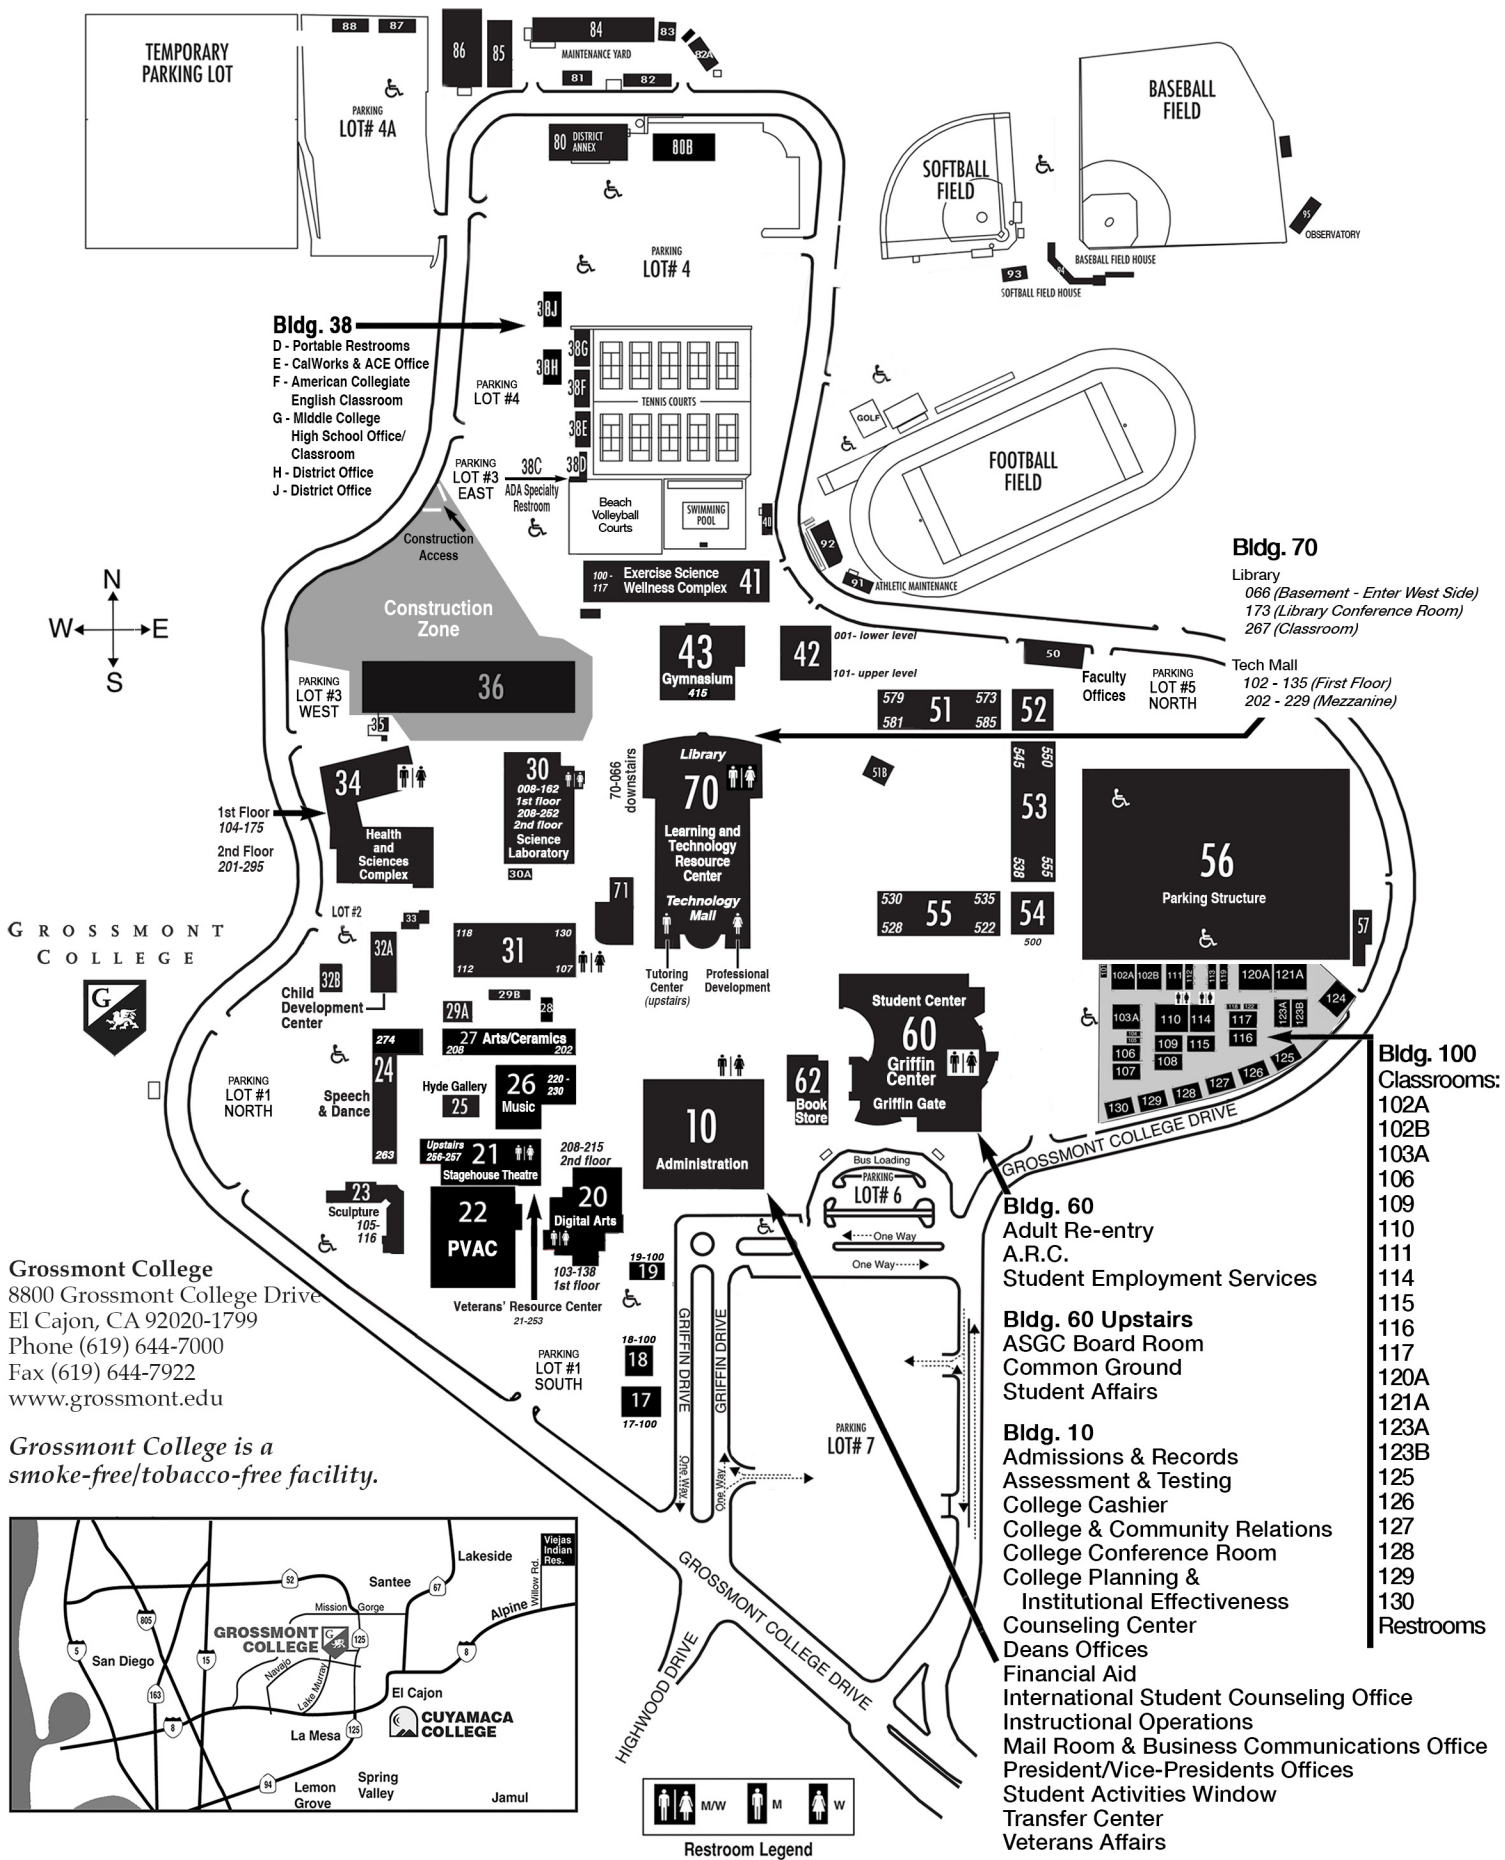 TEMPORARY
PARKING LOT
88
87
PARKING
LOT# 4A
86
85
84
83
82A
MAINTENANCE YARD
81
82
80 DISTRICT
ANNEX
80B
PARKING
LOT# 4
SOFTBALL
FIELD
BASEBALL
FIELD
95
OBSERVATORY
BASEBALL FIELD HOUSE
93
94
SOFTBALL FIELD HOUSE
Bldg. 38
D - Portable Restrooms
E - CalWorks & ACE Office
F - American Collegiate
English Classroom
G - Middle College
High School Office/
Classroom
H - District Office
J - District Office
38J
38H
38G
38F
38E
38D
PARKING
LOT #4
TENNIS COURTS
PARKING
LOT #3
EAST
38C
ADA Specialty
Restroom
Beach
Volleyball
Courts
SWIMMING
POOL
40
GOLF
FOOTBALL
FIELD
92
91
ATHLETIC MAINTENANCE
Construction
Access
Construction
Zone
100 -
117
Exercise Science
Wellness Complex
41
N
W
E
S
43
Gymnasium
415
42
001- lower level
101- upper level
50
Faculty
Offices
PARKING
LOT #5
NORTH
Bldg. 70
Library
066 (Basement - Enter West Side)
173 (Library Conference Room)
267 (Classroom)
Tech Mall
102 - 135 (First Floor)
202 - 229 (Mezzanine)
PARKING
LOT #3
WEST
36
35
579
573
51
581
585
52
51B
545
550
53
538
555
530
535
55
528
522
54
500
56
Parking Structure
57
34
Health
and
Sciences
Complex
1st Floor
104-175
2nd Floor
201-295
30
008-162
1st floor
208-252
2nd floor
Science
Laboratory
30A
70-066
downstairs
Library
70
Learning and
Technology
Resource
Center
Technology
Mall
71
Tutoring
Center
(upstairs)
Professional
Development
GROSSMONT
COLLEGE
G
LOT #2
33
32A
32B
Child
Development
Center
118
130
31
112
107
29B
29A
28
27 Arts/Ceramics
208
202
274
24
263
Speech
& Dance
Hyde Gallery
25
26
Music
220 -
230
PARKING
LOT #1
NORTH
Upstairs
256-257
21
Stagehouse Theatre
22
PVAC
23
Sculpture
105-
116
208-215
2nd floor
20
Digital Arts
103-138
1st floor
Veterans' Resource Center
21-253
19-100
19
18-100
18
17
17-100
PARKING
LOT #1
SOUTH
10
Administration
62
Book
Store
Student Center
60
Griffin
Center
Griffin Gate
Bus Loading
PARKING
LOT# 6
One Way
One Way
GRIFFIN DRIVE
GRIFFIN DRIVE
One Way
One Way
PARKING
LOT# 7
GROSSMONT COLLEGE DRIVE
GROSSMONT COLLEGE DRIVE
HIGHWOOD DRIVE
101
102A
102B
111
112
113
119
120A
121A
124
103A
110
114
118
122
117
123A
123B
104
105
106
109
115
116
107
108
125
126
127
128
129
130
Bldg. 100
Classrooms:
102A
102B
103A
106
109
110
111
114
115
116
117
120A
121A
123A
123B
125
126
127
128
129
130
Restrooms
Bldg. 60
Adult Re-entry
A.R.C.
Student Employment Services
Bldg. 60 Upstairs
ASGC Board Room
Common Ground
Student Affairs
Bldg. 10
Admissions & Records
Assessment & Testing
College Cashier
College & Community Relations
College Conference Room
College Planning &
Institutional Effectiveness
Counseling Center
Deans Offices
Financial Aid
International Student Counseling Office
Instructional Operations
Mail Room & Business Communications Office
President/Vice-Presidents Offices
Student Activities Window
Transfer Center
Veterans Affairs
Grossmont College
8800 Grossmont College Drive
El Cajon, CA 92020-1799
Phone (619) 644-7000
Fax (619) 644-7922
www.grossmont.edu
Grossmont College is a
smoke-free/tobacco-free facility.
Viejas
Indian
Res.
Lakeside
Santee
Willow Rd.
Alpine
52
67
805
Mission Gorge
GROSSMONT
COLLEGE
G
125
5
San Diego
15
Navajo
Lake Murray
8
163
El Cajon
8
La Mesa
125
CUYAMACA
COLLEGE
94
Lemon
Grove
Spring
Valley
Jamul
M/W
M
W
Restroom Legend